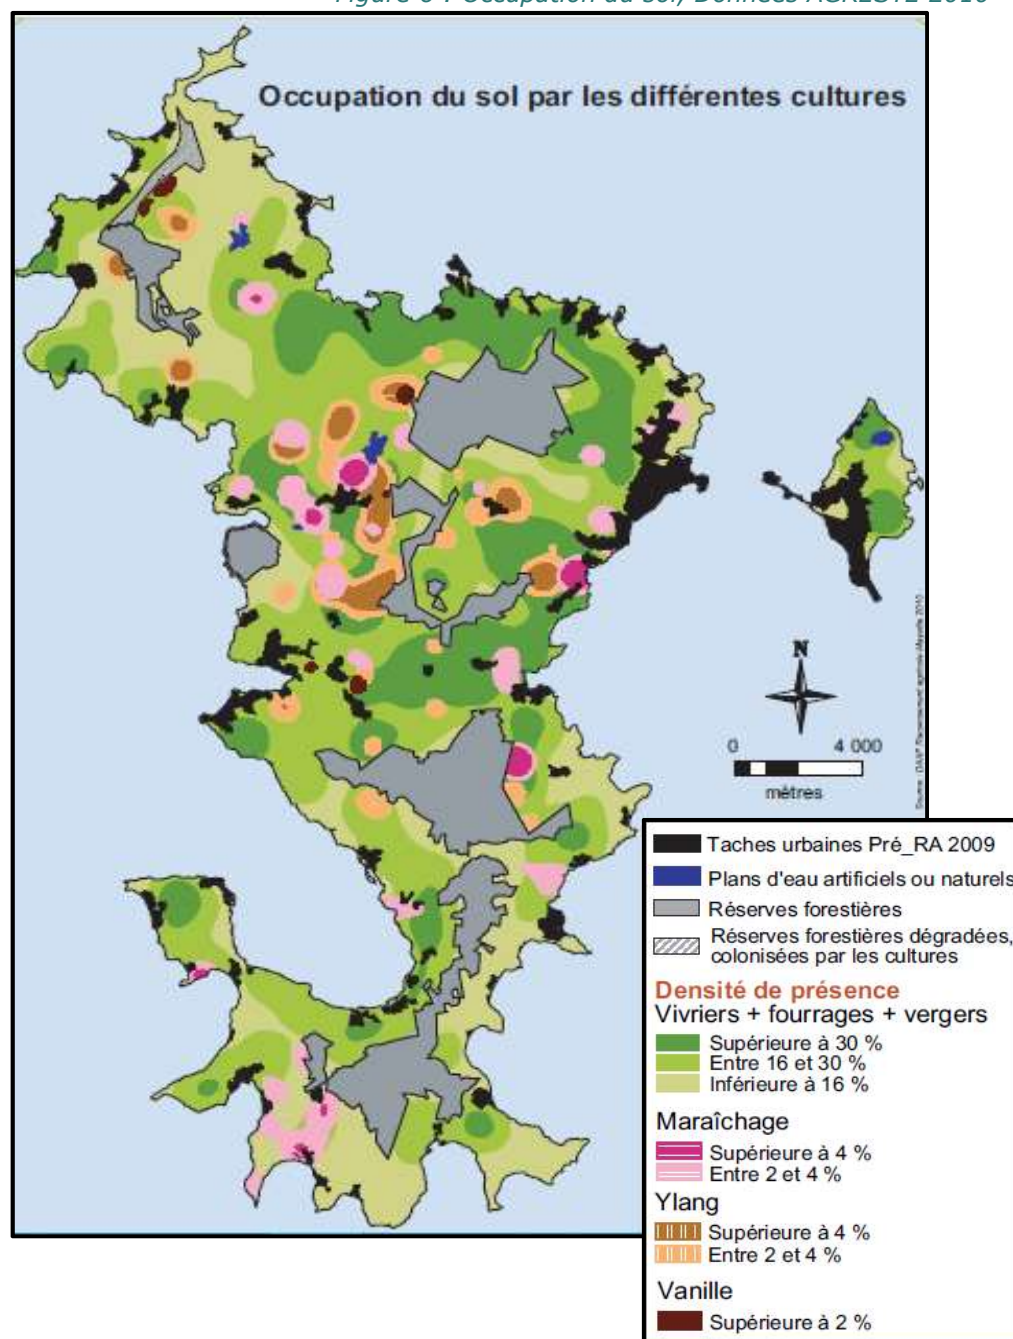 Occupation du sol par les différentes cultures
N
0 4 000
mètres
Taches urbaines Pré_RA 2009
Plans d'eau artificiels ou naturels
Réserves forestières
Réserves forestières dégradées,
colonisées par les cultures
Densité de présence
Vivriers + fourrages + vergers
Supérieure à 30 %
Entre 16 et 30 %
Inférieure à 16 %
Maraîchage
Supérieure à 4 %
Entre 2 et 4 %
Ylang
Supérieure à 4 %
Entre 2 et 4 %
Vanille
Supérieure à 2 %